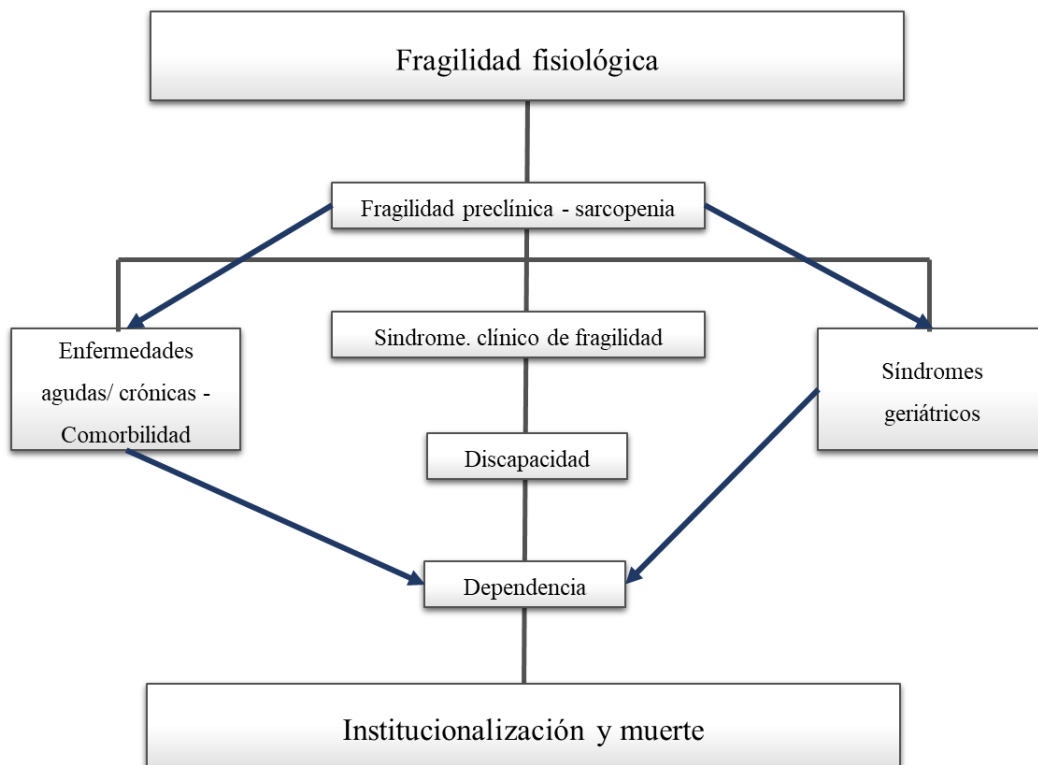 Fragilidad fisiológica
Fragilidad preclínica - sarcopenia
Enfermedades
agudas/ crónicas -
Comorbilidad
Sindrome. clínico de fragilidad
Síndromes
geriátricos
Discapacidad
Dependencia
Institucionalización y muerte